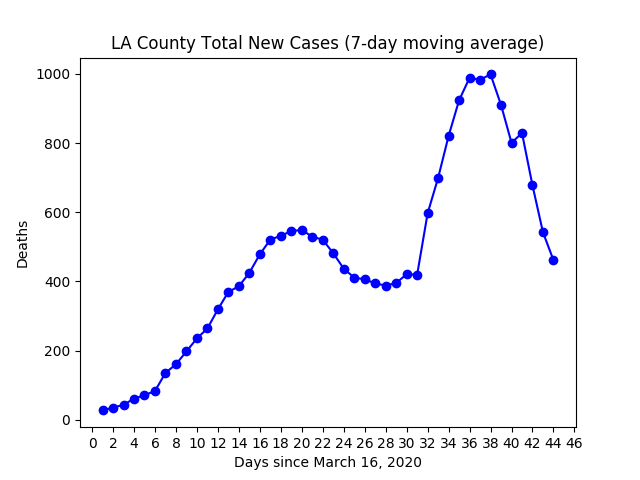 LA County Total New Cases (7-day moving average)
1000
800
600
400
200
0
Deaths
0 2 4 6 8 10 12 14 16 18 20 22 24 26 28 30 32 34 36 38 40 42 44 46
Days since March 16, 2020